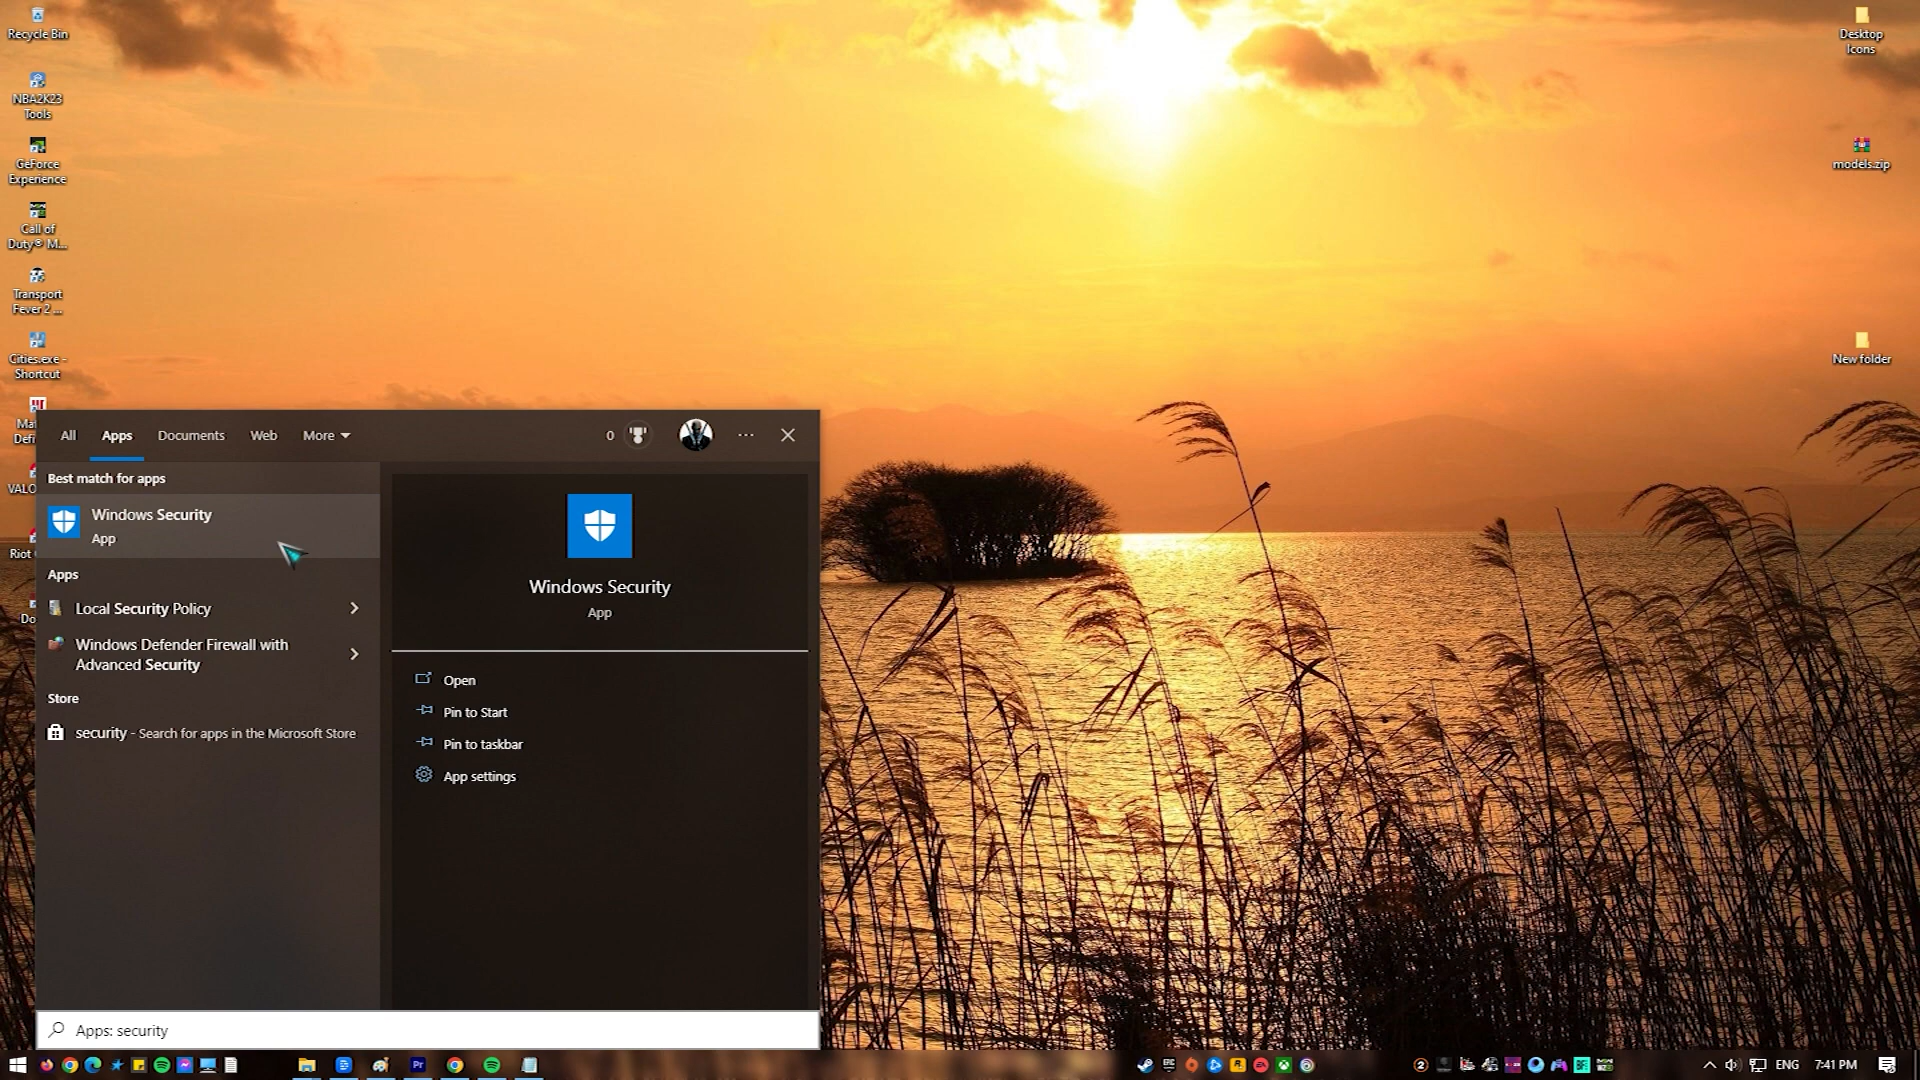 Recycle Bin
NBA2K23
Tools
GeForce
Experience
Call of
Duty® M...
Transport
Fever 2 ...
Cities.exe -
Shortcut
Desktop
Icons
models.zip
New folder
All
Apps
Documents
Web
More
0
Best match for apps
Windows Security
App
Apps
Local Security Policy
Windows Defender Firewall with
Advanced Security
Store
security - Search for apps in the Microsoft Store
Windows Security
App
Open
Pin to Start
Pin to taskbar
App settings
Riot
Apps: security
Pr
ENG
7:41 PM